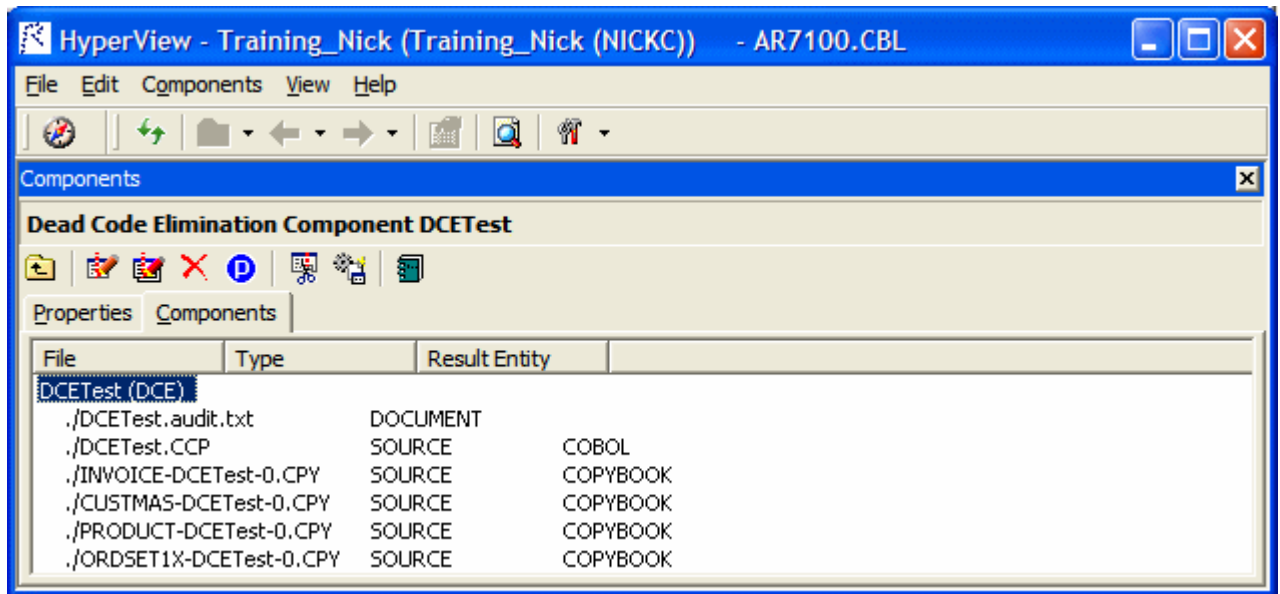 HyperView - Training_Nick (Training_Nick (NICKC)) - AR7100.CBL
File Edit Components View Help
Components
Dead Code Elimination Component DCETest
Properties Components
File Type Result Entity
DCETest (DCE)
./DCETest.audit.txt DOCUMENT
./DCETest.CCP SOURCE COBOL
./INVOICE-DCETest-0.CPY SOURCE COPYBOOK
./CUSTMAS-DCETest-0.CPY SOURCE COPYBOOK
./PRODUCT-DCETest-0.CPY SOURCE COPYBOOK
./ORDSET1X-DCETest-0.CPY SOURCE COPYBOOK